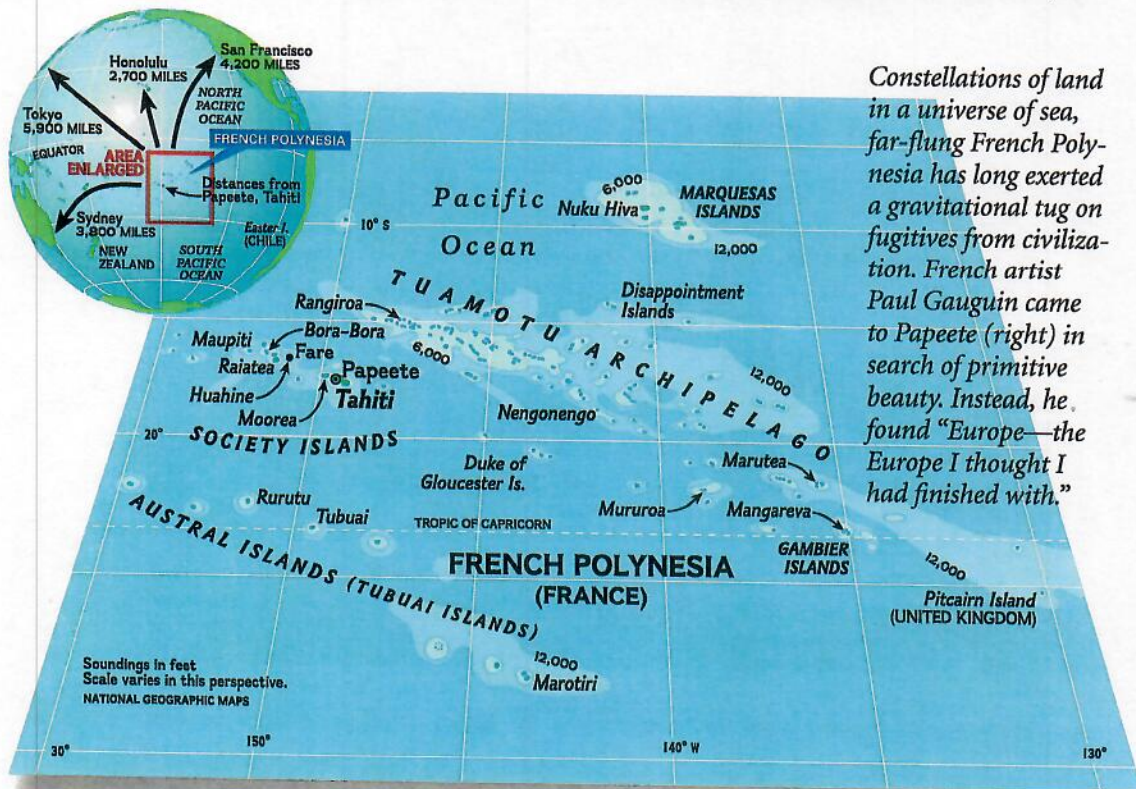 San Francisco
4,200 MILES
Honolulu
2,700 MILES
NORTH
PACIFIC
OCEAN
Tokyo
5,900 MILES
FRENCH POLYNESIA
EQUATOR
AREA
ENLARGED
Distances from
Papeete, Tahiti
Sydney
3,800 MILES
Easter I.
(CHILE)
NEW
ZEALAND
SOUTH
PACIFIC
OCEAN
Constellations of land
in a universe of sea,
far-flung French Poly-
nesia has long exerted
a gravitational tug on
fugitives from civiliza-
tion. French artist
Paul Gauguin came
to Papeete (right) in
search of primitive
beauty. Instead, he
found “Europe—the
Europe I thought I
had finished with.”
Pacific
Ocean
10° S
6,000
Nuku Hiva
MARQUESAS
ISLANDS
12,000
TUAMOTU ARCHIPELAGO
Disappointment
Islands
Rangiroa
Bora-Bora
Maupiti
Fare
6,000
Raiatea
Papeete
Tahiti
12,000
Huahine
Moorea
Nengonengo
20°
SOCIETY ISLANDS
Duke of
Gloucester Is.
Marutea
Rurutu
Mururoa
Mangareva
Tubuai
TROPIC OF CAPRICORN
AUSTRAL ISLANDS (TUBUAI ISLANDS)
FRENCH POLYNESIA
(FRANCE)
GAMBIER
ISLANDS
12,000
Pitcairn Island
(UNITED KINGDOM)
12,000
Marotiri
Soundings in feet
Scale varies in this perspective.
NATIONAL GEOGRAPHIC MAPS
30°
150°
140° W
130°